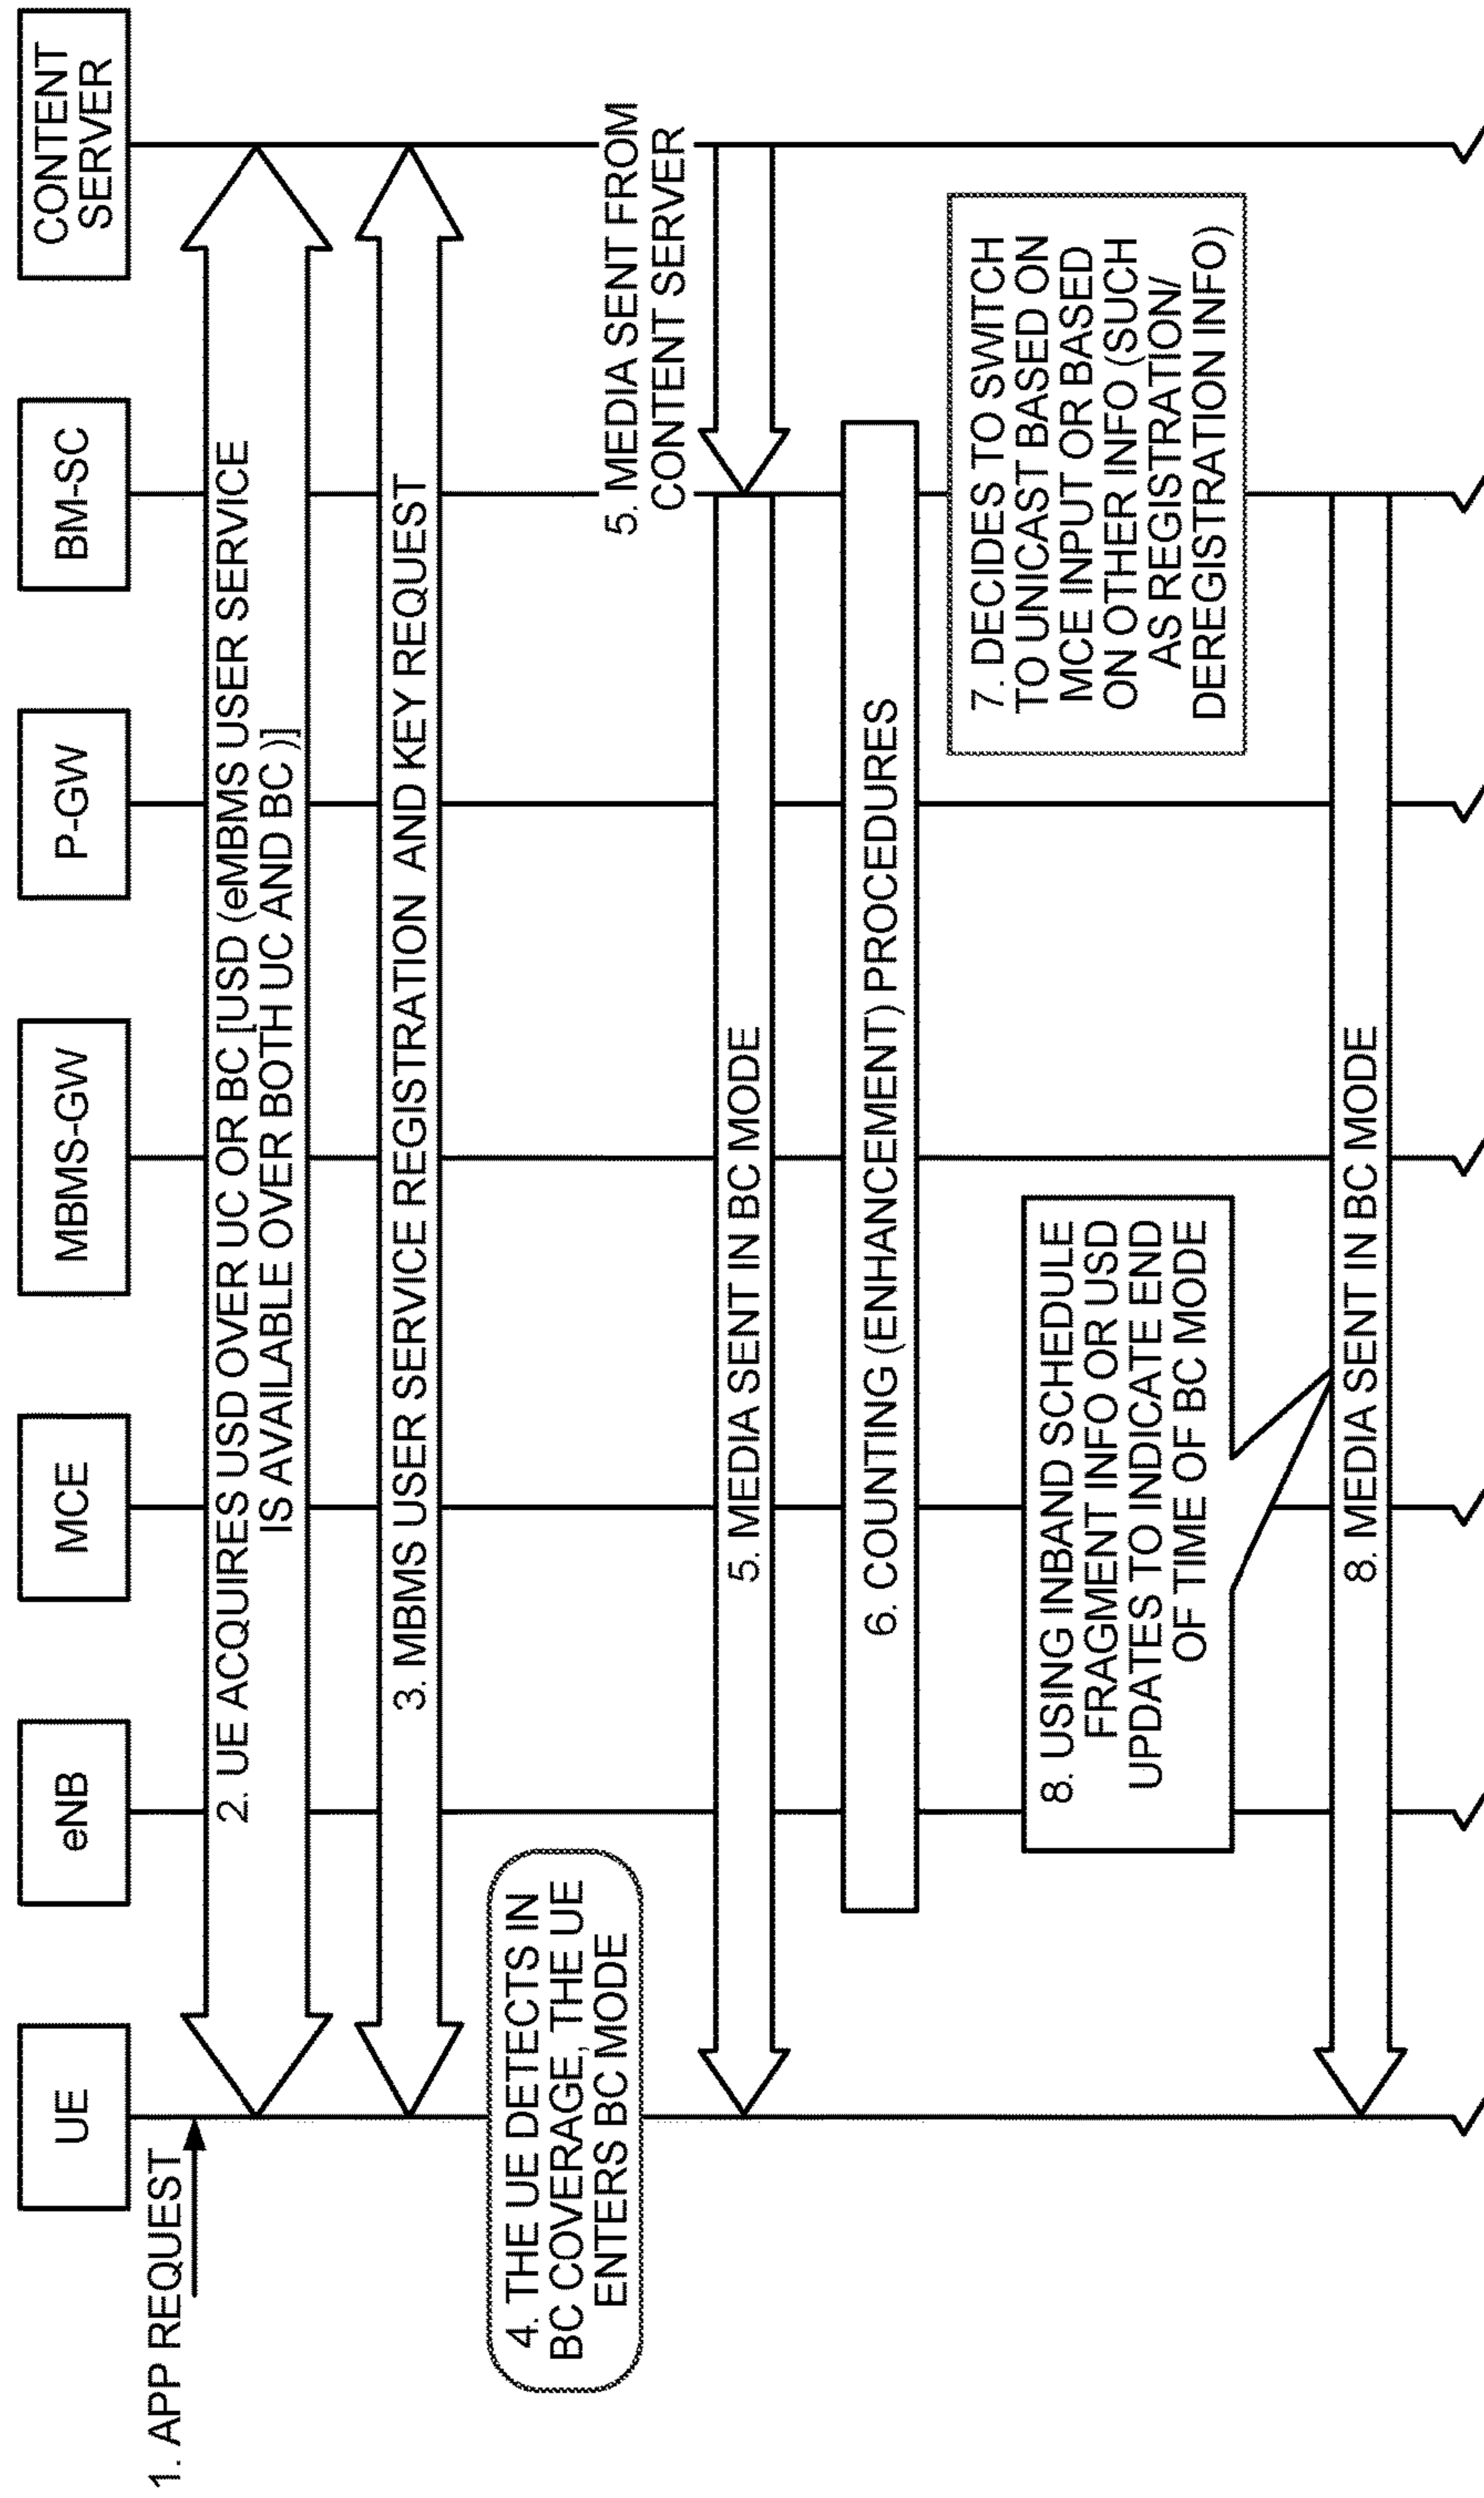 UE
eNB
MCE
MBMS-GW
P-GW
BM-SC
CONTENT
SERVER
1. APP REQUEST
2. UE ACQUIRES USD OVER UC OR BC [USD (eMBMS USER SERVICE
IS AVAILABLE OVER BOTH UC AND BC )]
3. MBMS USER SERVICE REGISTRATION AND KEY REQUEST
4. THE UE DETECTS IN
BC COVERAGE, THE UE
ENTERS BC MODE
5. MEDIA SENT FROM
CONTENT SERVER
5. MEDIA SENT IN BC MODE
6. COUNTING (ENHANCEMENT) PROCEDURES
7. DECIDES TO SWITCH
TO UNICAST BASED ON
MCE INPUT OR BASED
ON OTHER INFO (SUCH
AS REGISTRATION/
DEREGISTRATION INFO)
8. USING INBAND SCHEDULE
FRAGMENT INFO OR USD
UPDATES TO INDICATE END
OF TIME OF BC MODE
8. MEDIA SENT IN BC MODE